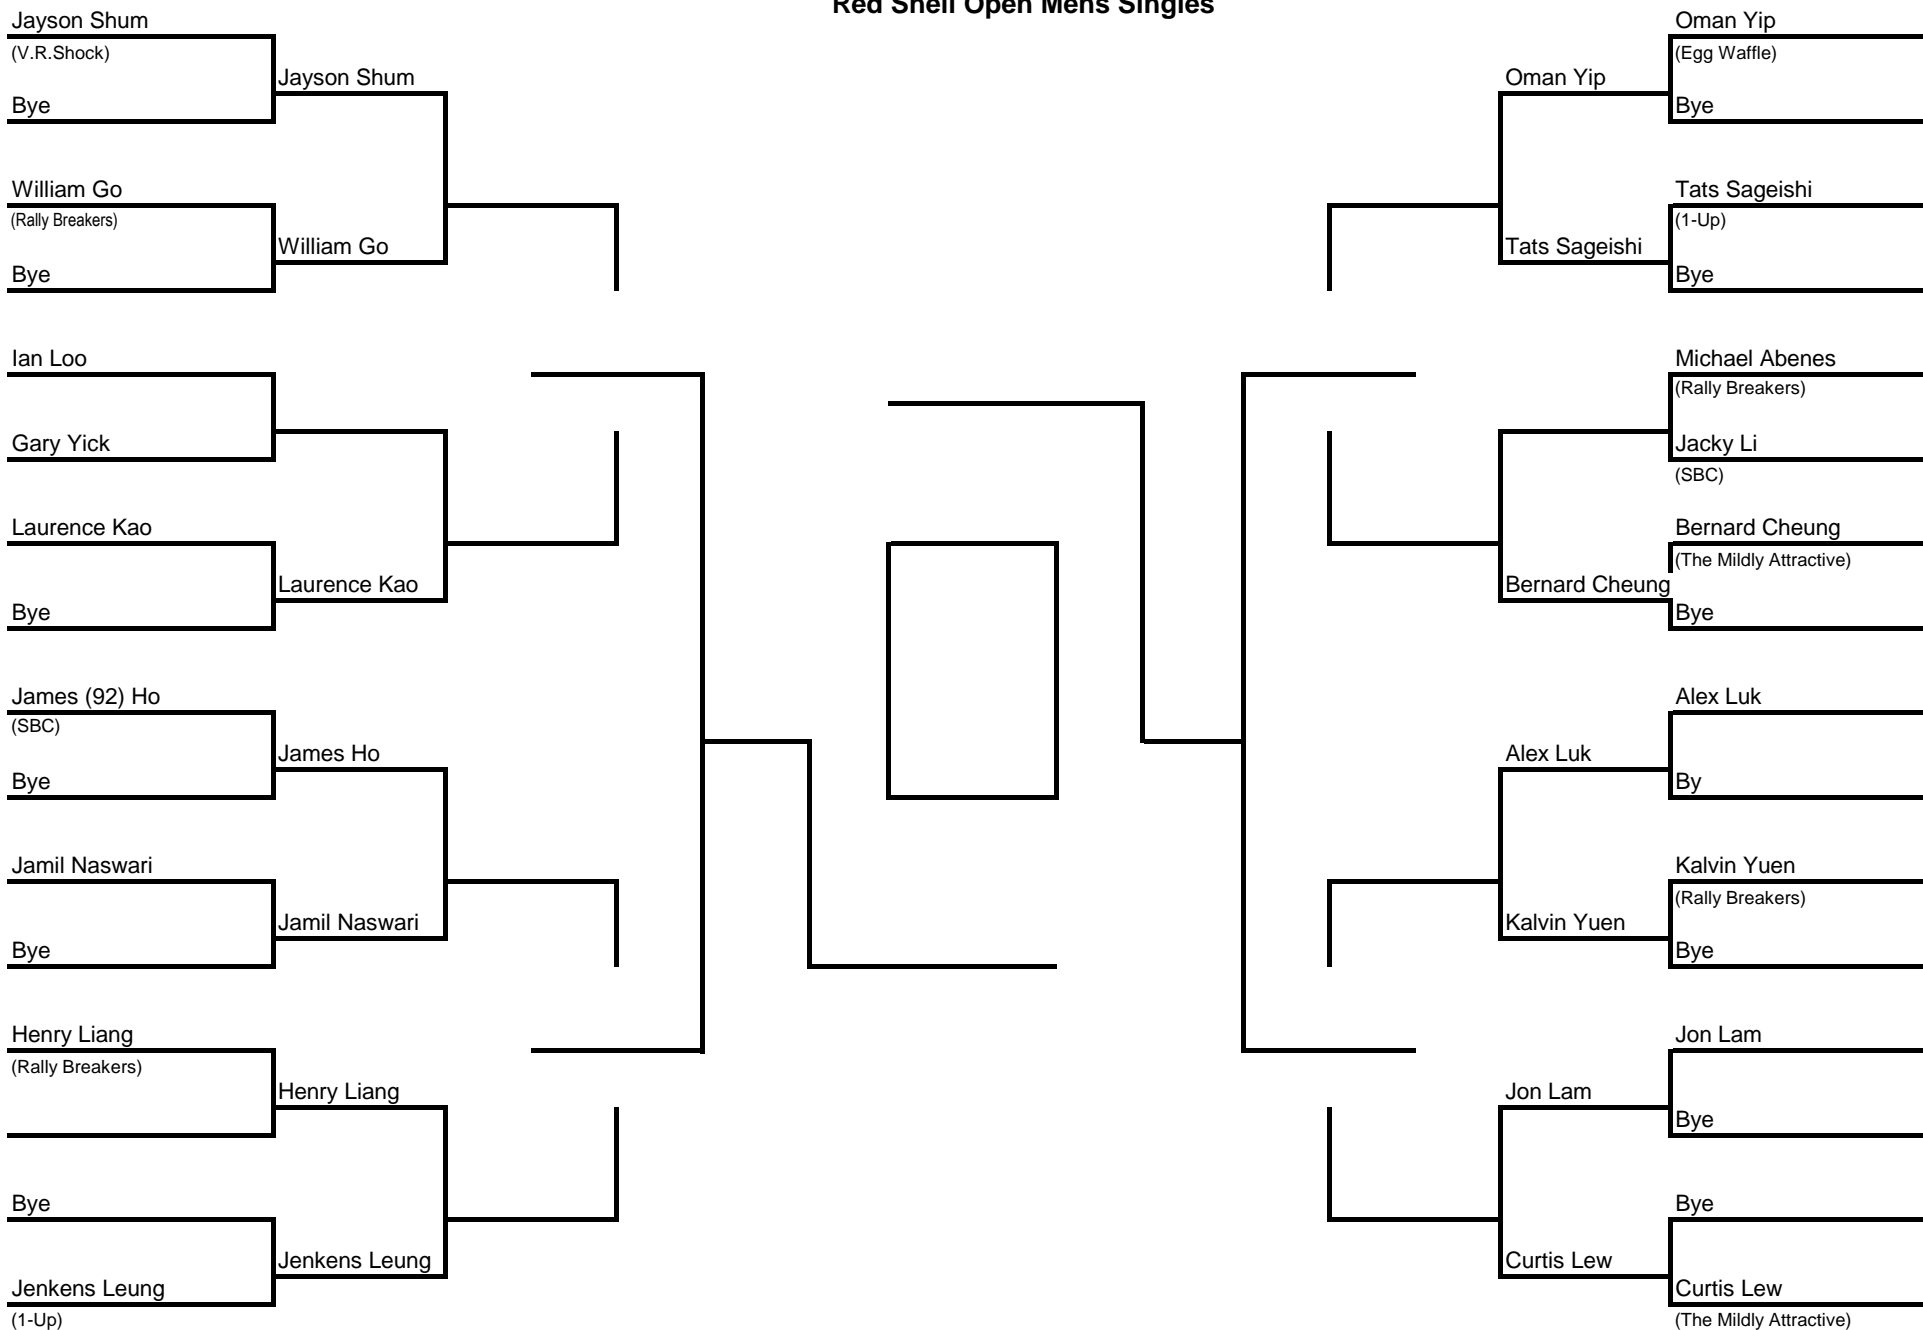 Red Shell Open Mens Singles
Jayson Shum
(V.R.Shock)
Jayson Shum
Bye
William Go
(Rally Breakers)
William Go
Bye
Ian Loo
Gary Yick
Laurence Kao
Laurence Kao
Bye
James (92) Ho
(SBC)
James Ho
Bye
Jamil Naswari
Jamil Naswari
Bye
Henry Liang
(Rally Breakers)
Henry Liang
Bye
Jenkens Leung
Jenkens Leung
(1-Up)
Oman Yip
(Egg Waffle)
Oman Yip
Bye
Tats Sageishi
(1-Up)
Tats Sageishi
Bye
Michael Abenes
(Rally Breakers)
Jacky Li
(SBC)
Bernard Cheung
(The Mildly Attractive)
Bernard Cheung
Bye
Alex Luk
Alex Luk
By
Kalvin Yuen
(Rally Breakers)
Kalvin Yuen
Bye
Jon Lam
Jon Lam
Bye
Bye
Curtis Lew
Curtis Lew
(The Mildly Attractive)